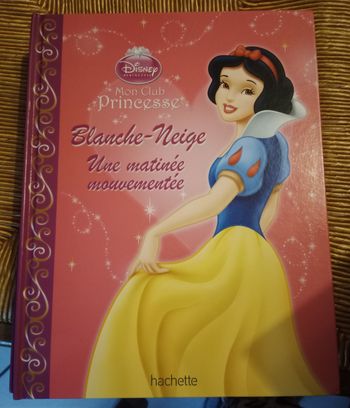 Disney
PRINCESSE
Mon Club
Princesse
Blanche-Neige
Une matinée
mouvementée
hachette